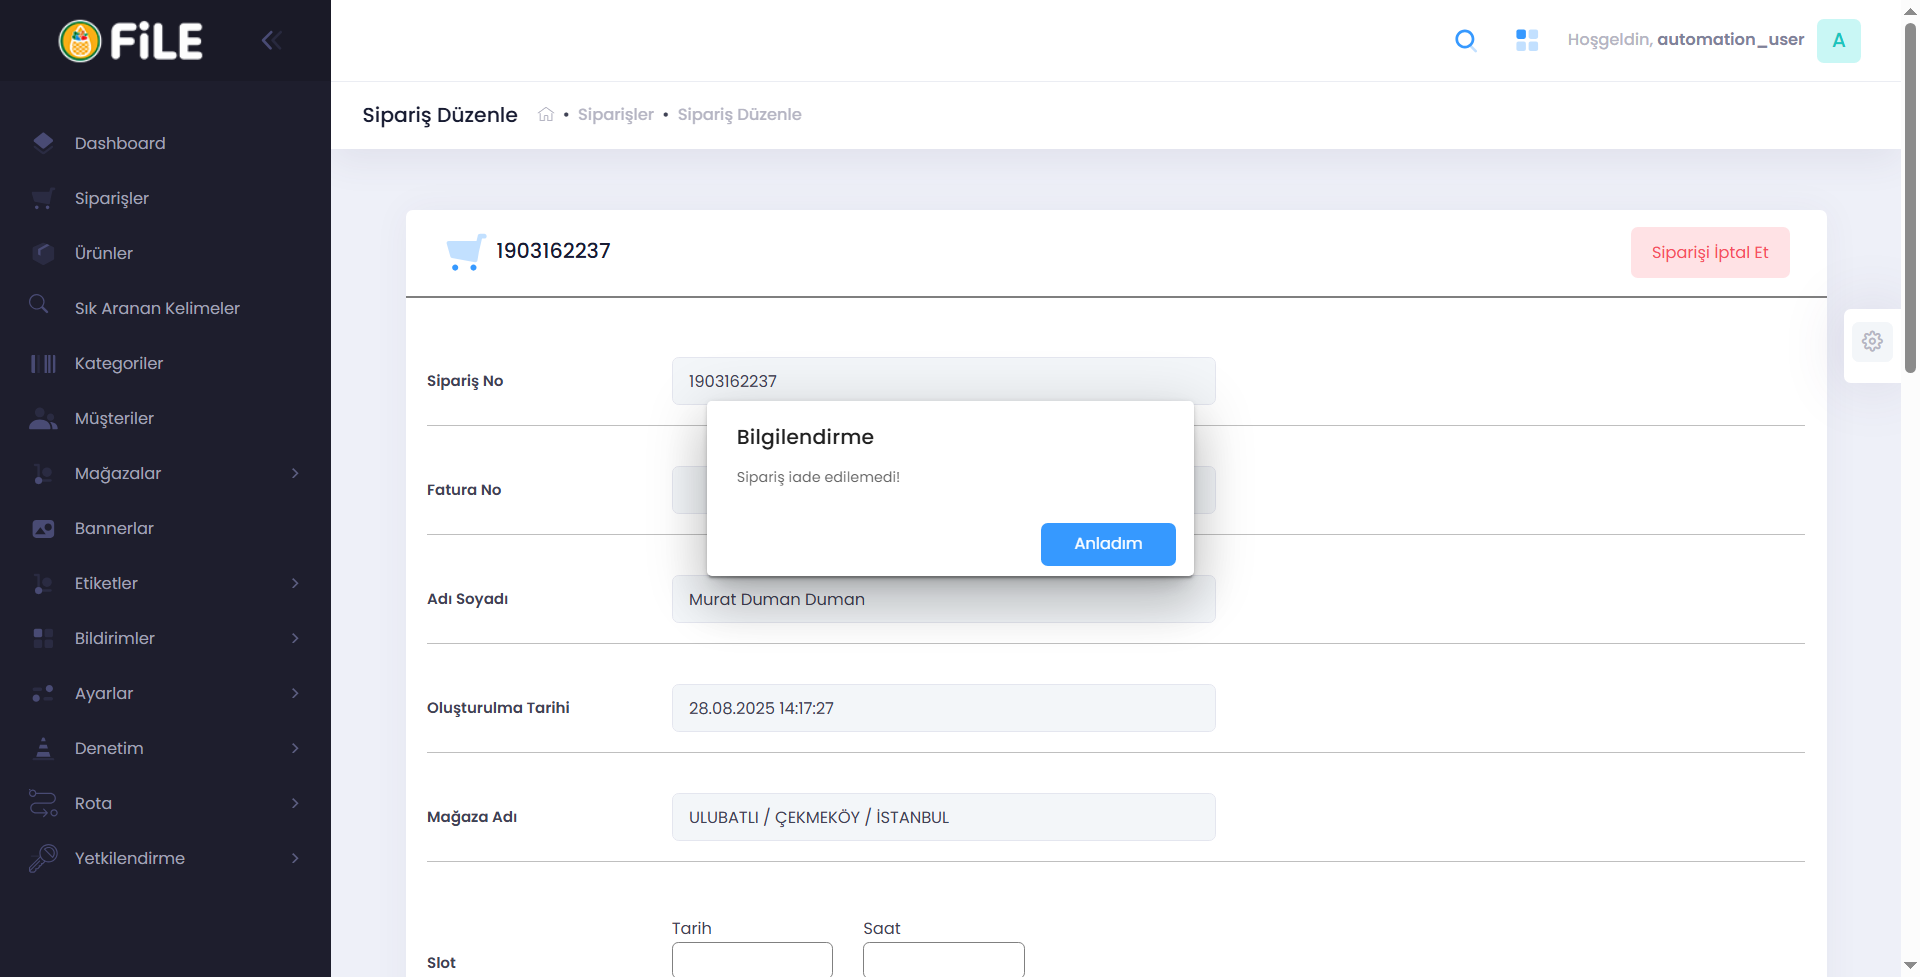 FiLE
Hoşgeldin, automation_user
A
Sipariş Düzenle
• Siparişler • Sipariş Düzenle
Dashboard
Siparişler
Ürünler
Sık Aranan Kelimeler
Kategoriler
Müşteriler
Mağazalar
Bannerlar
Etiketler
Bildirimler
Ayarlar
Denetim
Rota
Yetkilendirme
1903162237
Siparişi İptal Et
Sipariş No
1903162237
Bilgilendirme
Sipariş iade edilemedi!
Anladım
Fatura No
Adı Soyadı
Murat Duman Duman
Oluşturulma Tarihi
28.08.2025 14:17:27
Mağaza Adı
ULUBATLI / ÇEKMEKÖY / İSTANBUL
Tarih
Saat
Slot